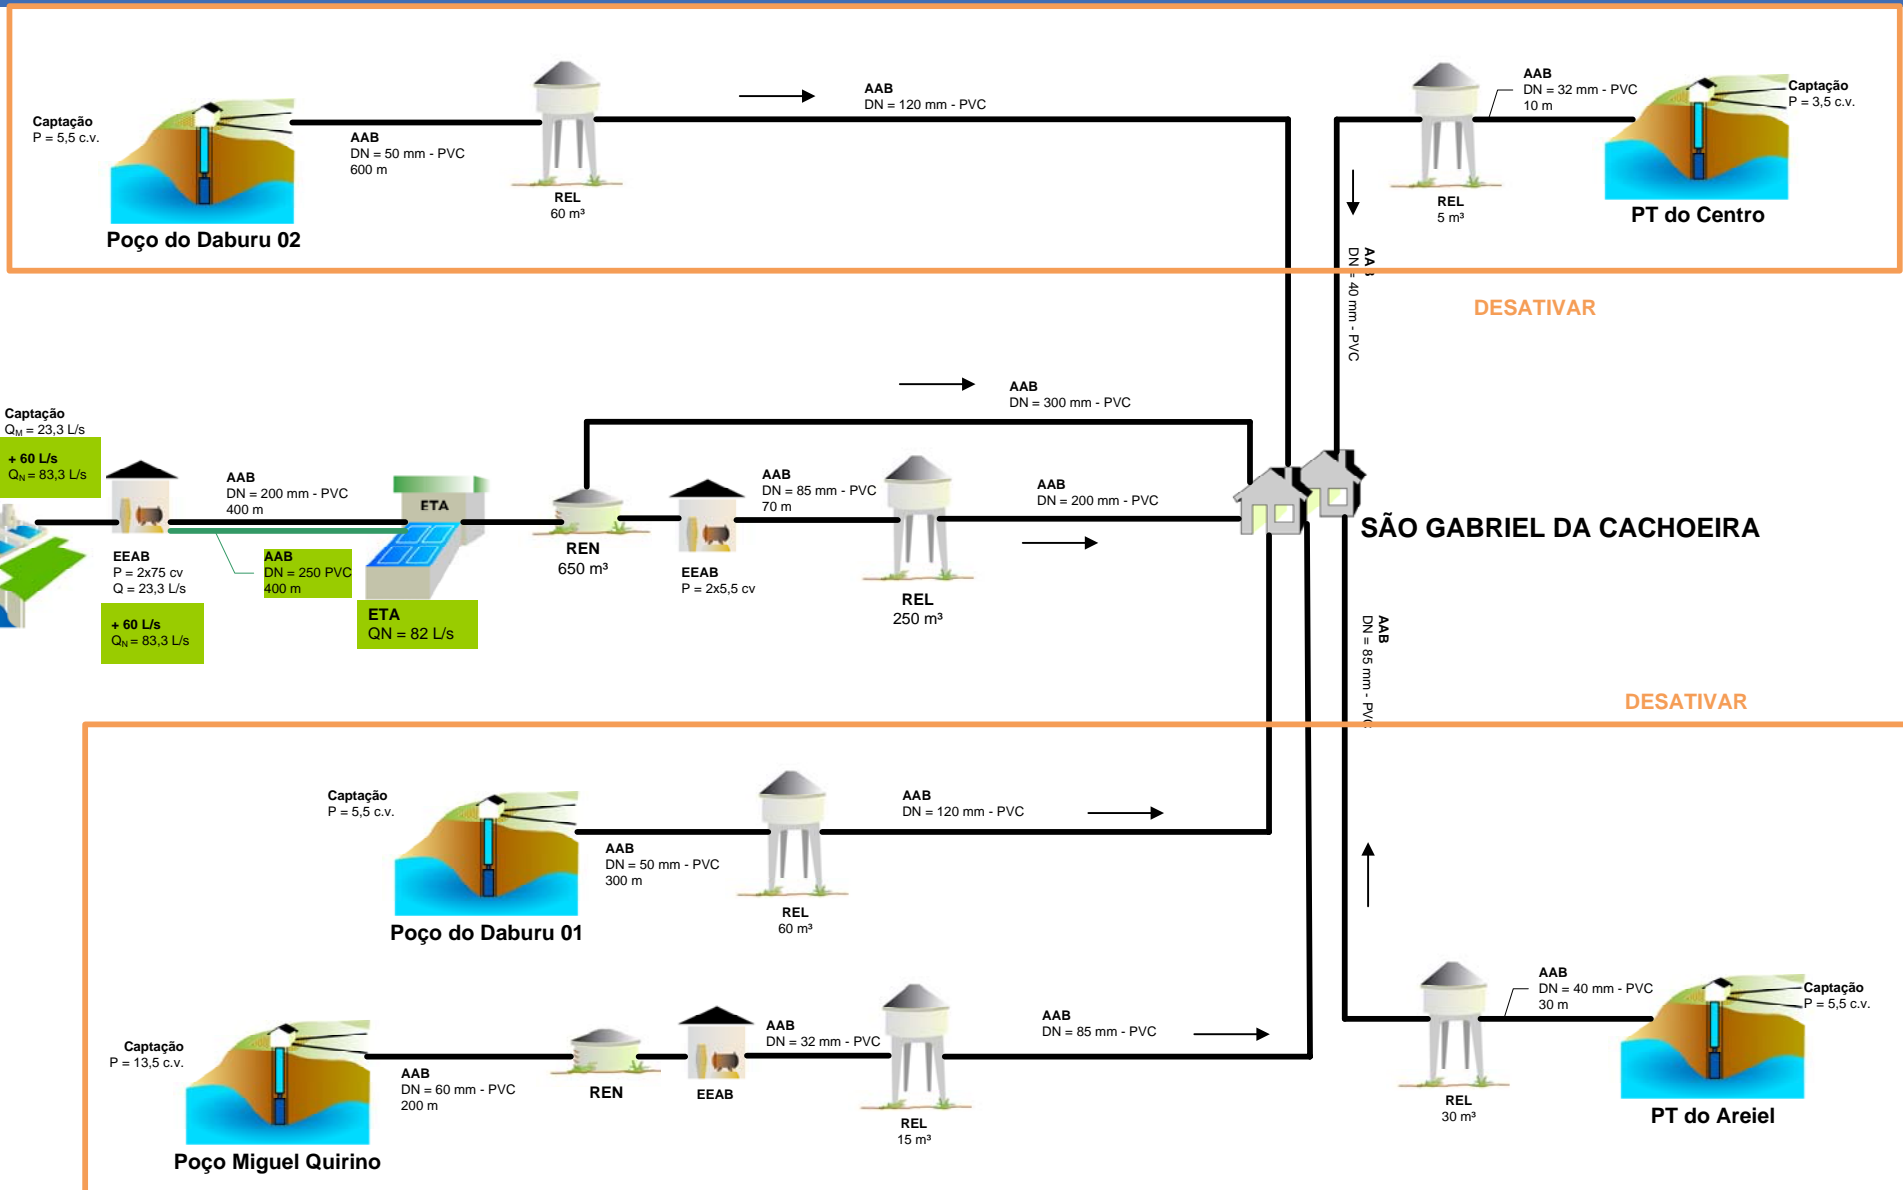 Captação
P = 5,5 c.v.
AAB
DN = 50 mm - PVC
600 m
Poço do Daburu 02
REL
60 m³
AAB
DN = 120 mm - PVC
REL
5 m³
AAB
DN = 32 mm - PVC
10 m
Captação
P = 3,5 c.v.
PT do Centro
AAB
DN = 40 mm - PVC
DESATIVAR
Captação
QM = 23,3 L/s
+ 60 L/s
QN = 83,3 L/s
EEAB
P = 2x75 cv
Q = 23,3 L/s
+ 60 L/s
QN = 83,3 L/s
AAB
DN = 200 mm - PVC
400 m
AAB
DN = 250 PVC
400 m
ETA
ETA
QN = 82 L/s
REN
650 m³
EEAB
P = 2x5,5 cv
AAB
DN = 85 mm - PVC
70 m
REL
250 m³
AAB
DN = 300 mm - PVC
AAB
DN = 200 mm - PVC
SÃO GABRIEL DA CACHOEIRA
AAB
DN = 85 mm - PVC
DESATIVAR
Captação
P = 5,5 c.v.
AAB
DN = 50 mm - PVC
300 m
Poço do Daburu 01
REL
60 m³
AAB
DN = 120 mm - PVC
Captação
P = 13,5 c.v.
AAB
DN = 60 mm - PVC
200 m
Poço Miguel Quirino
REN
EEAB
AAB
DN = 32 mm - PVC
REL
15 m³
AAB
DN = 85 mm - PVC
REL
30 m³
AAB
DN = 40 mm - PVC
30 m
Captação
P = 5,5 c.v.
PT do Areiel